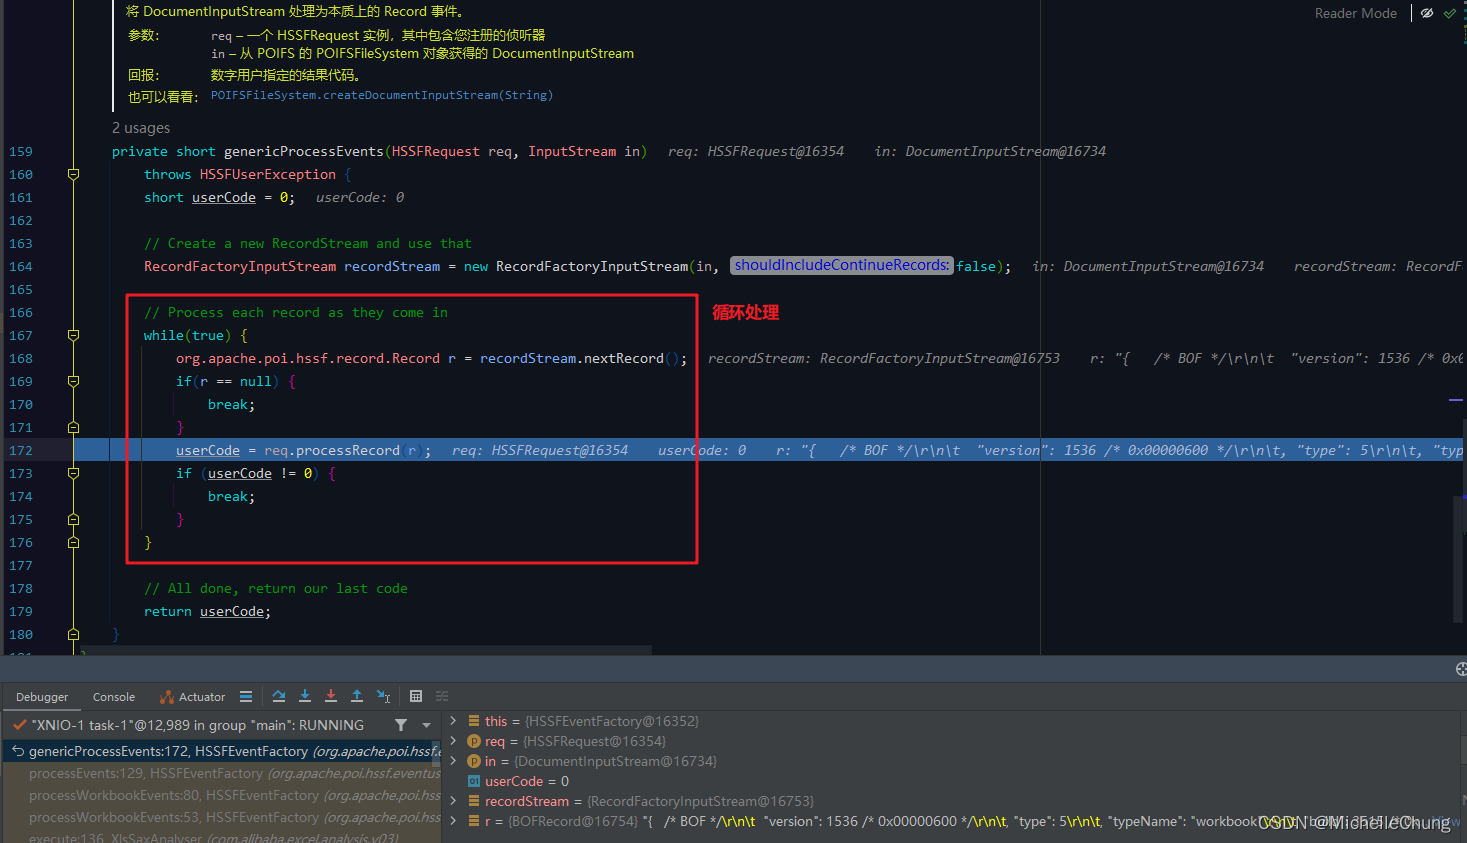 将 DocumentInputStream 处理为本质上的 Record 事件。
Reader Mode
参数: req – 一个 HSSFRequest 实例，其中包含您注册的侦听器
in – 从 POIFS 的 POIFSFileSystem 对象获得的 DocumentInputStream
回报: 数字用户指定的结果代码。
也可以看看: POIFSFileSystem.createDocumentInputStream(String)
2 usages
159 private short genericProcessEvents(HSSFRequest req, InputStream in) req: HSSFRequest@16354 in: DocumentInputStream@16734
160 throws HSSFUserException {
161 short userCode = 0; userCode: 0
162
163 // Create a new RecordStream and use that
164 RecordFactoryInputStream recordStream = new RecordFactoryInputStream(in, shouldIncludeContinueRecords: false); in: DocumentInputStream@16734 recordStream: RecordF
165
166 // Process each record as they come in
循环处理
167 while(true) {
168 org.apache.poi.hssf.record.Record r = recordStream.nextRecord(); recordStream: RecordFactoryInputStream@16753 r: "{ /* BOF */\r\n\t "version": 1536 /* 0x0
169 if(r == null) {
170 break;
171 }
172 userCode = req.processRecord(r); req: HSSFRequest@16354 userCode: 0 r: "{ /* BOF */\r\n\t "version": 1536 /* 0x00000600 */\r\n\t, "type": 5\r\n\t, "typ
173 if (userCode != 0) {
174 break;
175 }
176 }
177
178 // All done, return our last code
179 return userCode;
180 }
Debugger Console Actuator
"XNIO-1 task-1"@12,989 in group "main": RUNNING
genericProcessEvents:172, HSSFEventFactory (org.apache.poi.hssf.e
processEvents:129, HSSFEventFactory (org.apache.poi.hssf.eventus
processWorkbookEvents:80, HSSFEventFactory (org.apache.poi.hss
processWorkbookEvents:53, HSSFEventFactory (org.apache.poi.hss
execute:136, XlsSaxAnalyser (com.alibaba.excel.analysis.v03)
this = {HSSFEventFactory@16352}
req = {HSSFRequest@16354}
in = {DocumentInputStream@16734}
userCode = 0
recordStream = {RecordFactoryInputStream@16753}
r = {BOFRecord@16754} "{ /* BOF */\r\n\t "version": 1536 /* 0x00000600 */\r\n\t, "type": 5\r\n\t, "typeName": "workbook"
CSDN @MichelleChung